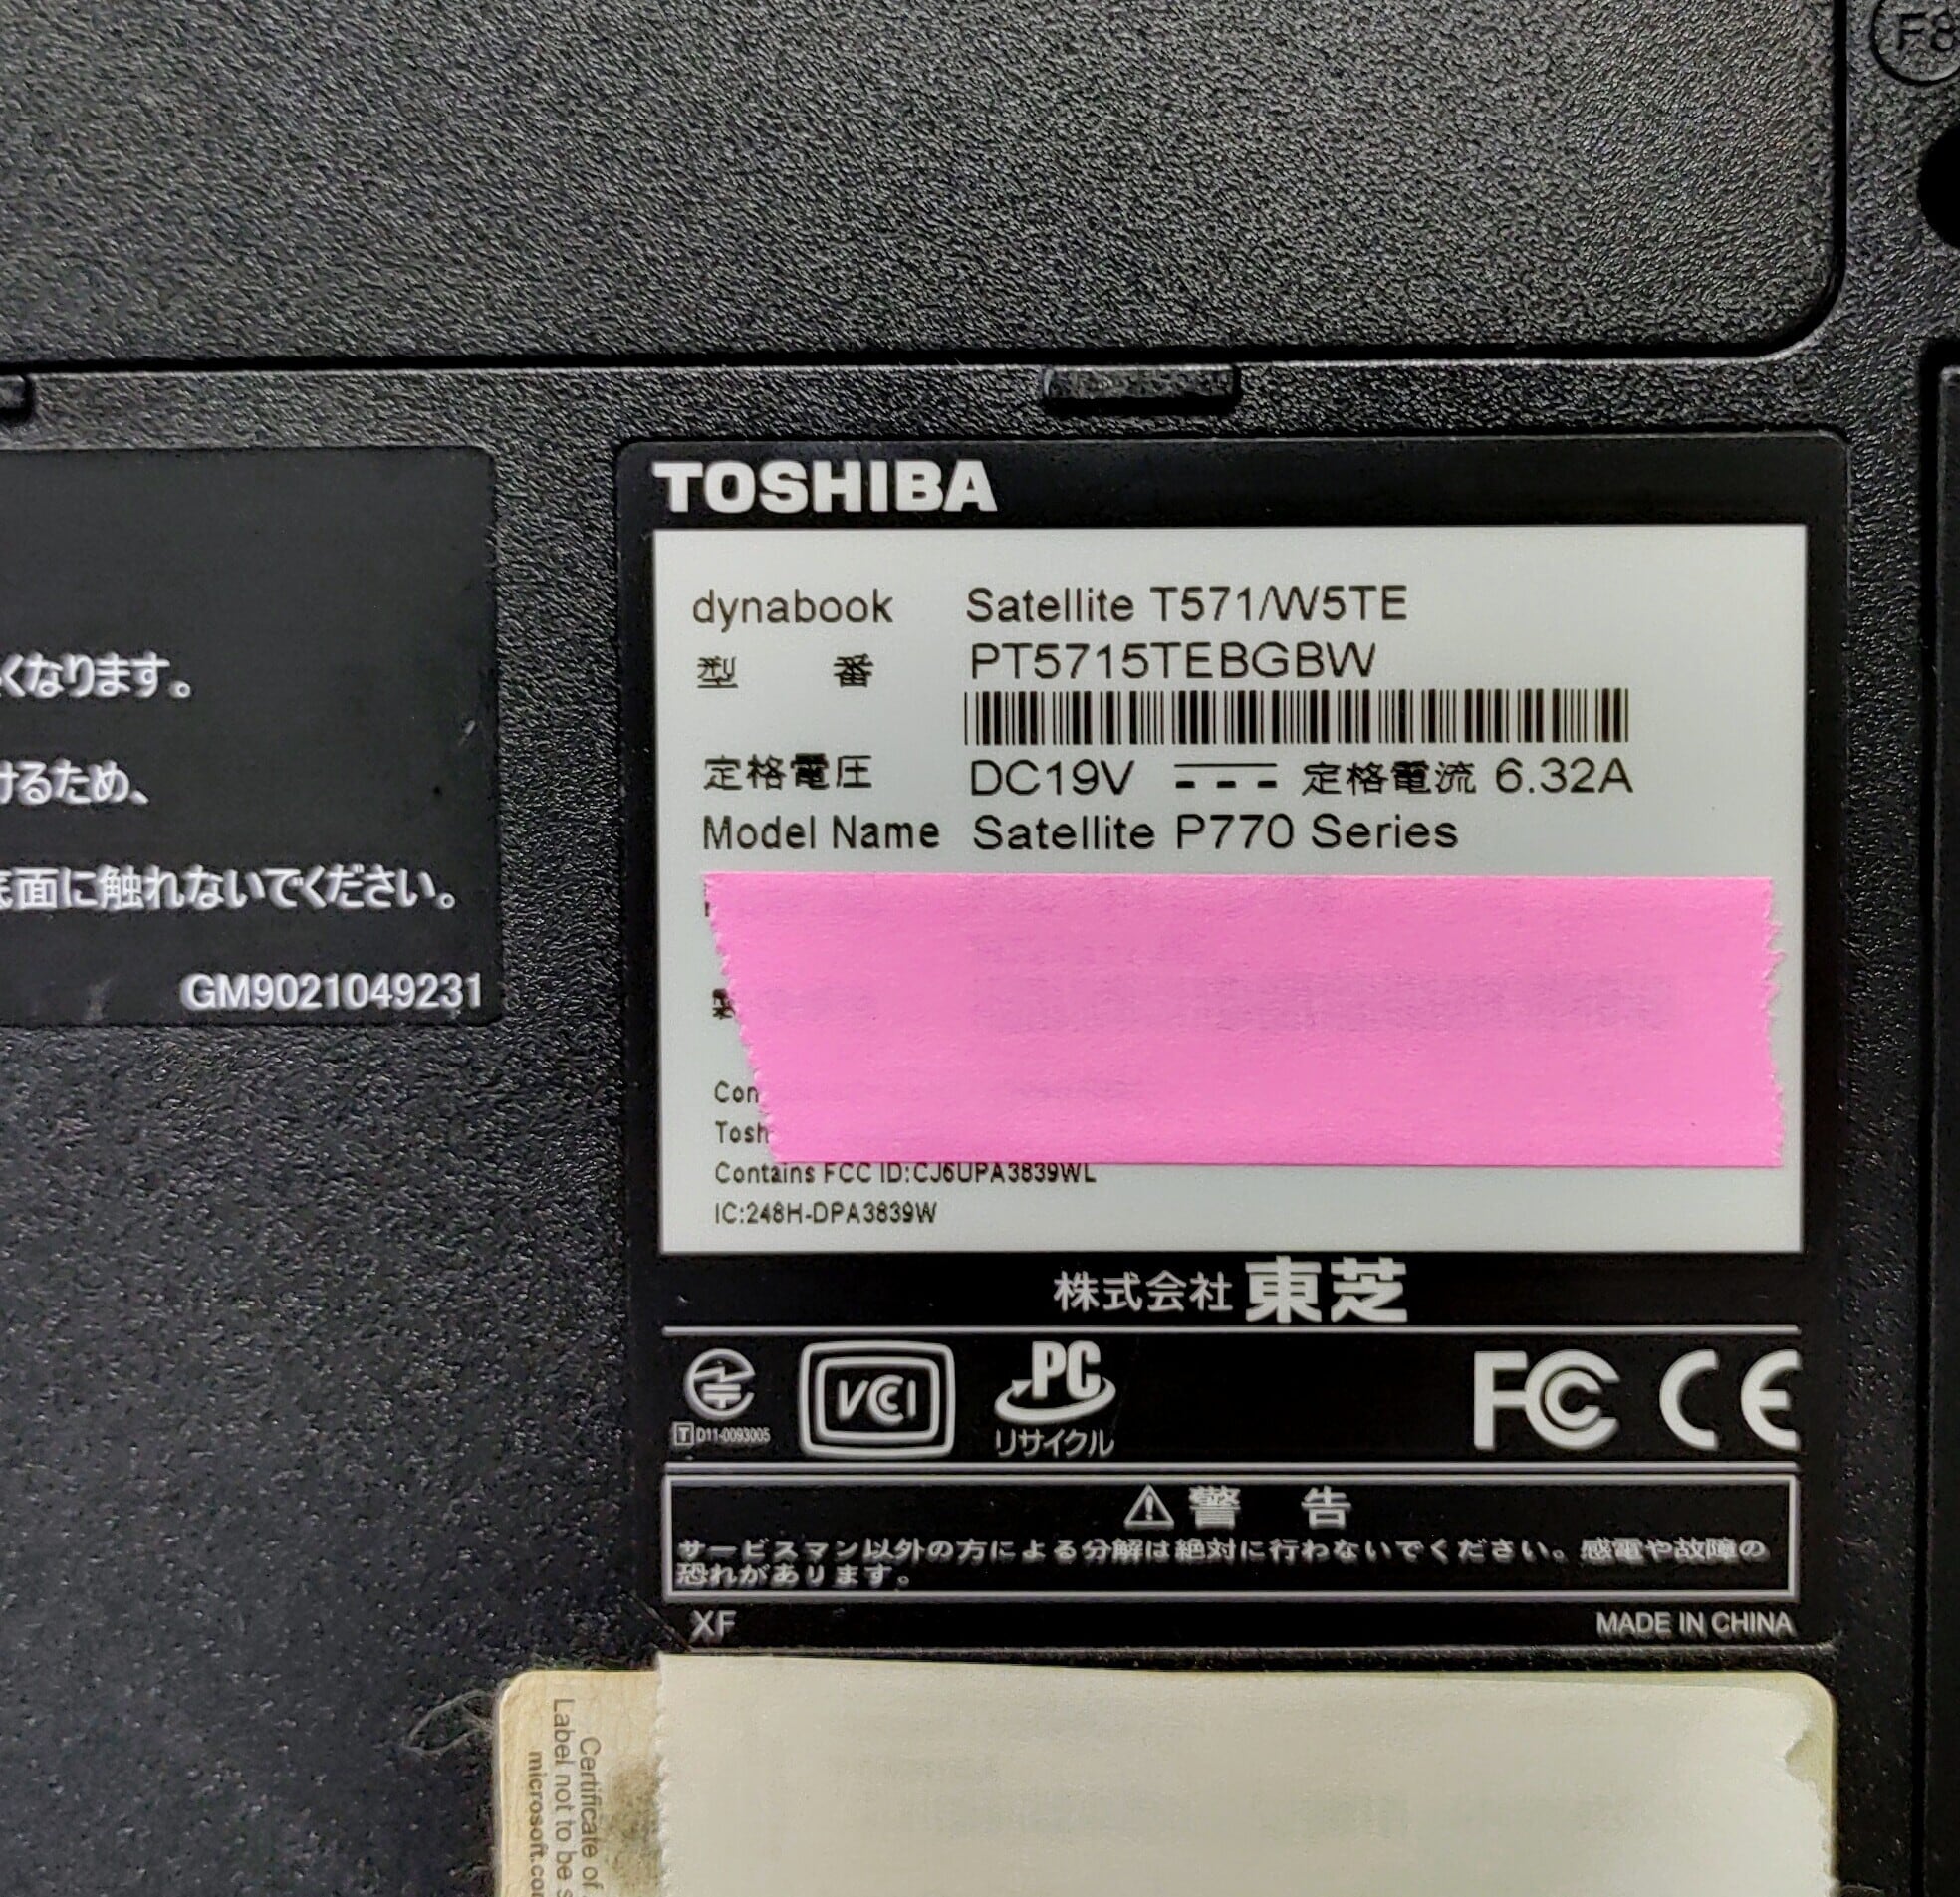 F8
くなります。
けるため、
底面に触れないでください。
GM9021049231
TOSHIBA
dynabook Satellite T571/W5TE
型 番 PT5715TEBGBW
定格電圧 DC19V 定格電流 6.32A
Model Name Satellite P770 Series
製
Con
Tosh
Contains FCC ID:CJ6UPA3839WL
IC:248H-DPA3839W
株式会社 東芝
T D11-0093005
VCCI
PC
リサイクル
FC CE
警 告
サービスマン以外の方による分解は絶対に行わないでください。感電や故障の
恐れがあります。
XF MADE IN CHINA
Certificate of
Label not to be s
microsoft.co